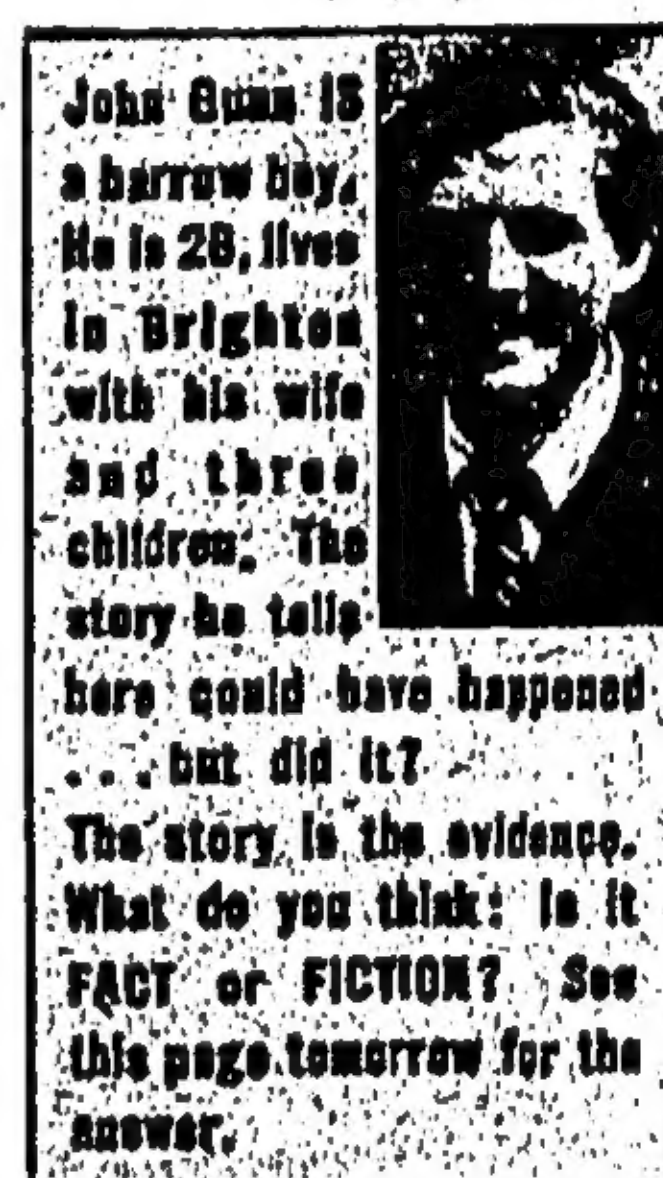 John Gunn is
a barrow boy.
He is 28, lives
in Brighton
with his wife
and three
children. The
story he tells
here could have happened
. . . but did it?
The story is the evidence.
What do you think: is it
FACT or FICTION? See
this page tomorrow for the
answer.